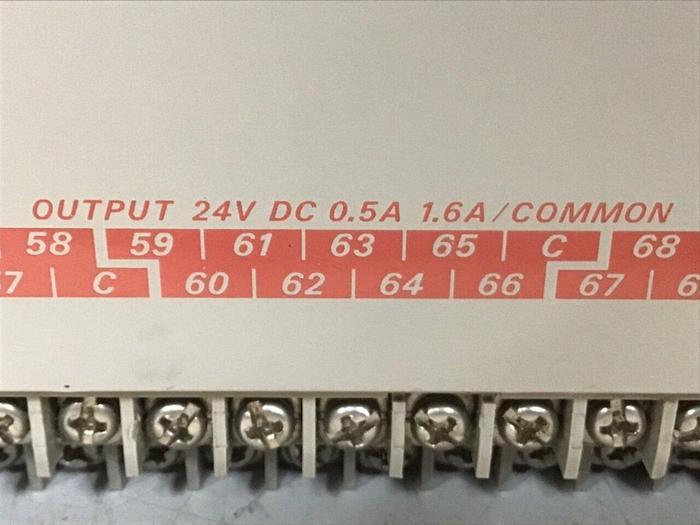 OUTPUT 24V DC 0.5A 1.6A/COMMON
58 59 61 63 65 C 68
C 60 62 64 66 67